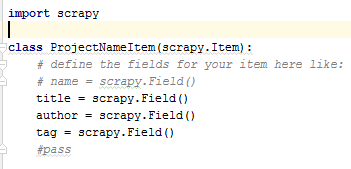 import scrapy
class ProjectNameItem(scrapy.Item):
# define the fields for your item here like:
# name = scrapy.Field()
title = scrapy.Field()
author = scrapy.Field()
tag = scrapy.Field()
#pass